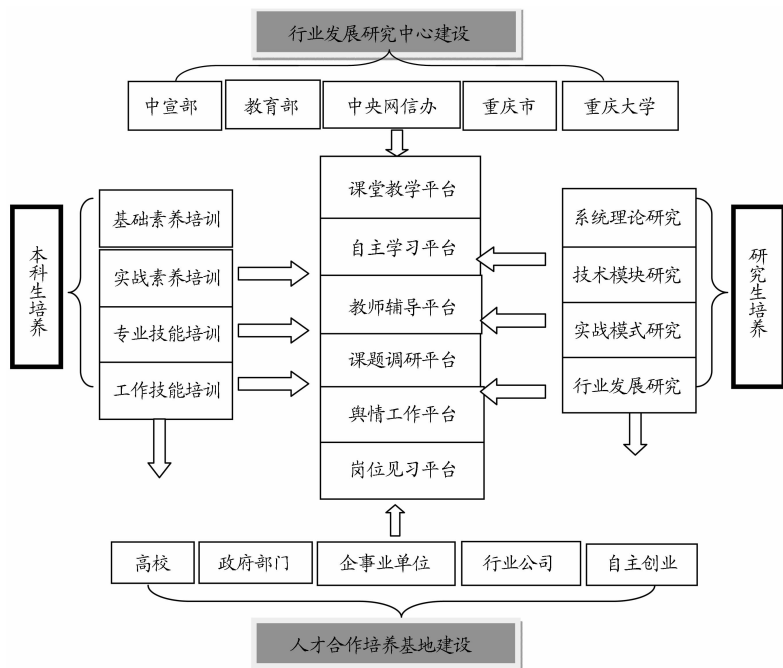 行业发展研究中心建设
中宣部
教育部
中央网信办
重庆市
重庆大学
本科生培养
基础素养培训
实战素养培训
专业技能培训
工作技能培训
课堂教学平台
自主学习平台
教师辅导平台
课题调研平台
舆情工作平台
岗位见习平台
系统理论研究
技术模块研究
实战模式研究
行业发展研究
研究生培养
高校
政府部门
企事业单位
行业公司
自主创业
人才合作培养基地建设